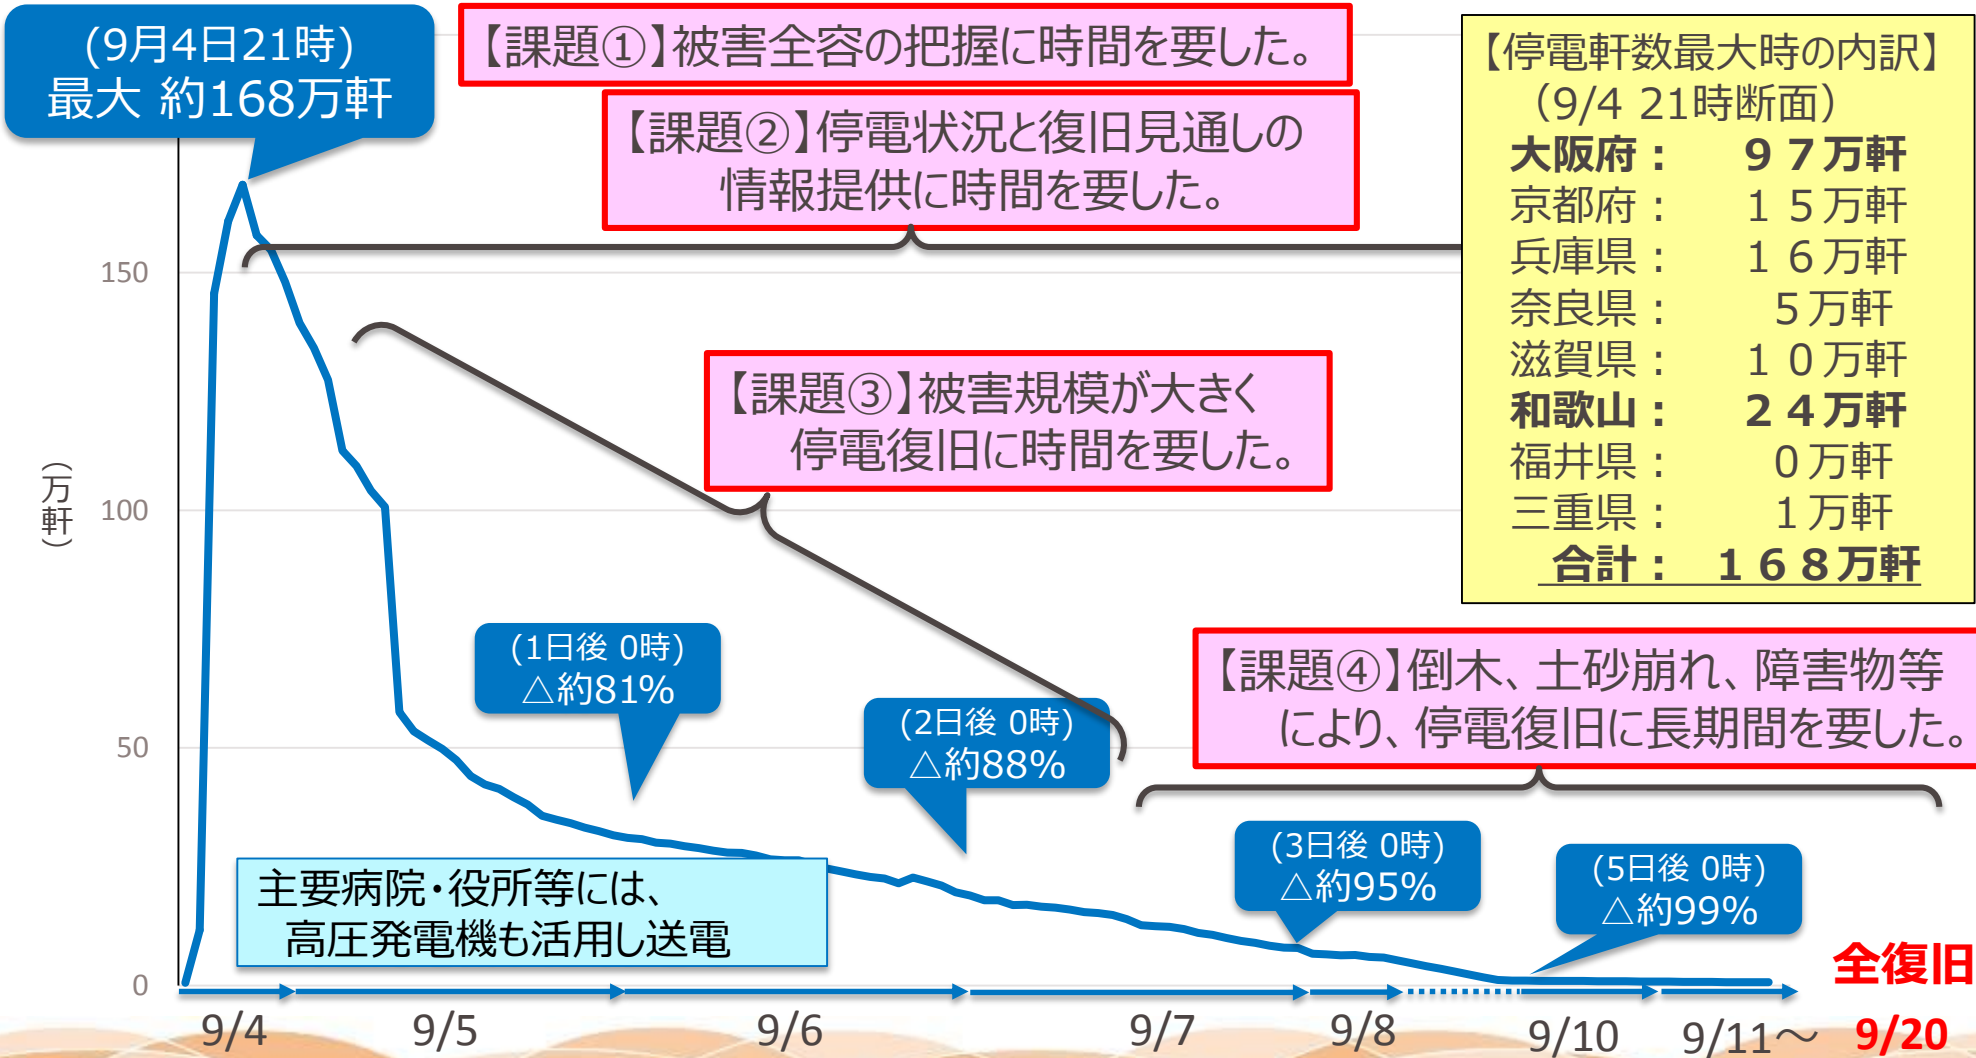 (9月4日21時)
最大 約168万軒
【課題①】被害全容の把握に時間を要した。
【課題②】停電状況と復旧見通しの
情報提供に時間を要した。
【停電軒数最大時の内訳】
（9/4 21時断面）
大阪府： ９７万軒
京都府： １５万軒
兵庫県： １６万軒
奈良県： ５万軒
滋賀県： １０万軒
和歌山： ２４万軒
福井県： ０万軒
三重県： １万軒
合計： １６８万軒
【課題③】被害規模が大きく
停電復旧に時間を要した。
(1日後 0時)
△約81%
(2日後 0時)
△約88%
【課題④】倒木、土砂崩れ、障害物等
により、停電復旧に長期間を要した。
(3日後 0時)
△約95%
(5日後 0時)
△約99%
主要病院・役所等には、
高圧発電機も活用し送電
（万軒）
150
100
50
0
全復旧
9/4 9/5 9/6 9/7 9/8 9/10 9/11～ 9/20